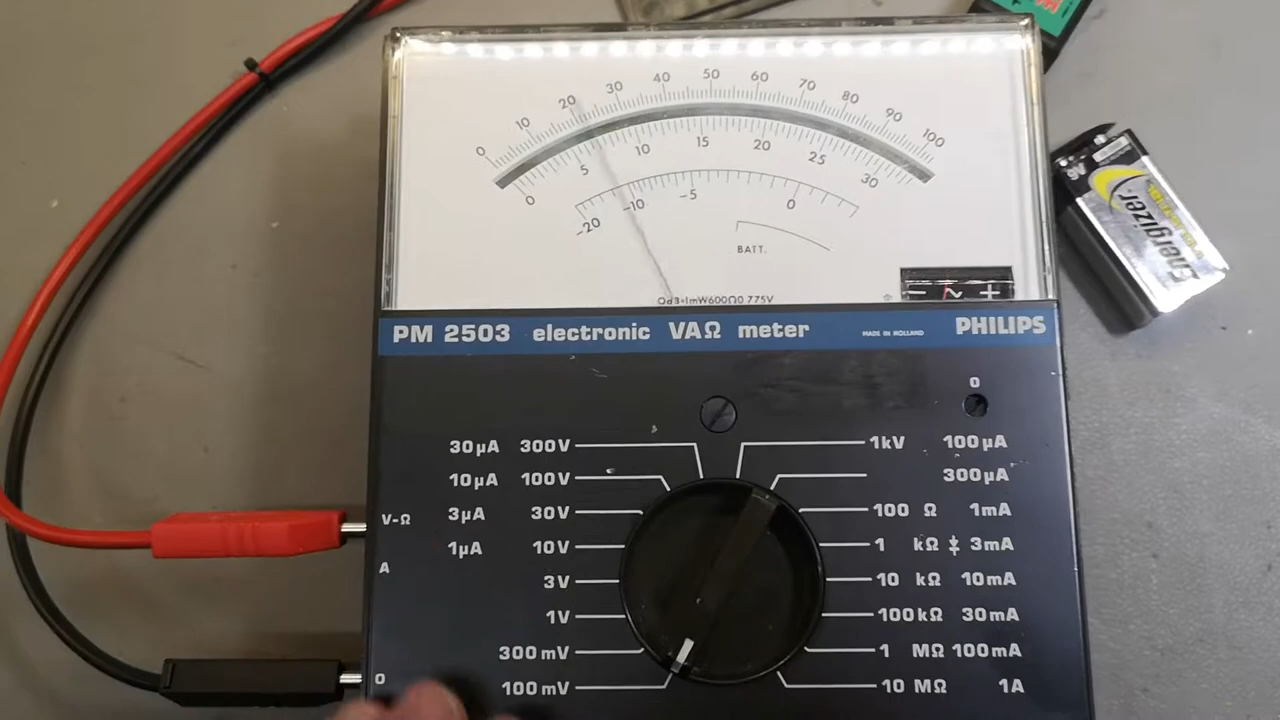 0 10 20 30 40 50 60 70 80 90 100
0 5 10 15 20 25 30
-20 -10 -5 0
BATT.
0dB=1mW600Ω0.775V
- ~ +
PM 2503 electronic VAΩ meter MADE IN HOLLAND PHILIPS
0
30µA 300V 1kV 100µA
10µA 100V 300µA
3µA 30V 100 Ω 1mA
1µA 10V 1 kΩ 3mA
3V 10 kΩ 10mA
1V 100kΩ 30mA
300mV 1 MΩ 100mA
100mV 10 MΩ 1A
V-Ω
A
0
9V
Energizer